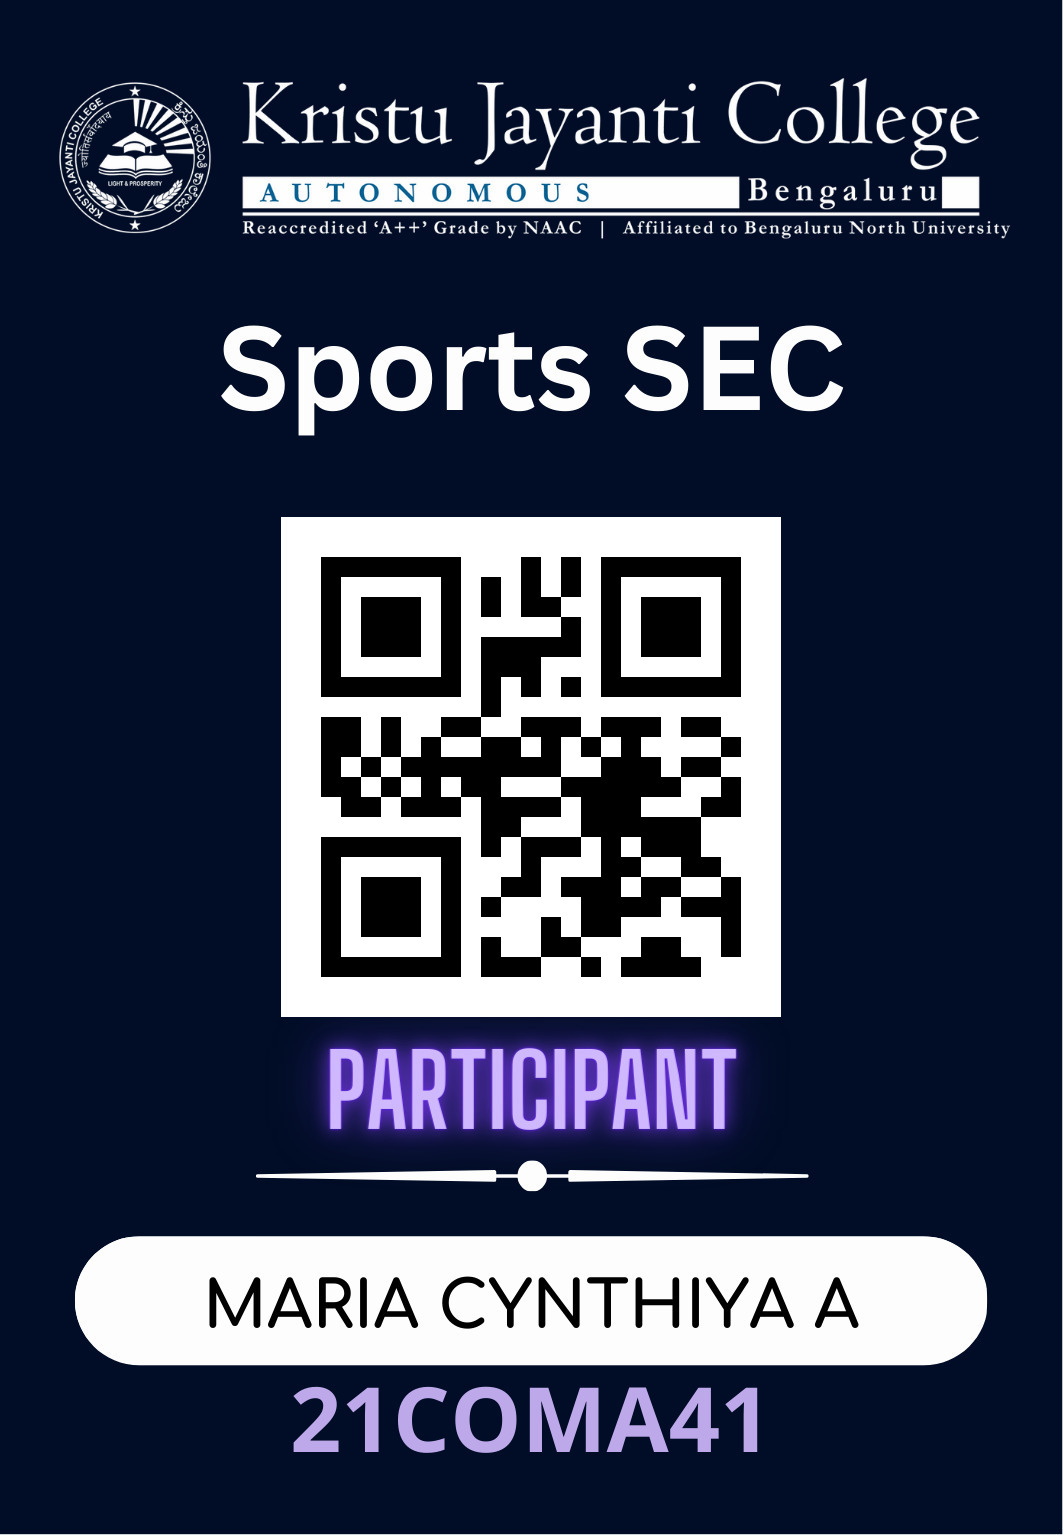 Kristu Jayanti College
AUTONOMOUS Bengaluru
Reaccredited ‘A++’ Grade by NAAC | Affiliated to Bengaluru North University
KRISTU JAYANTI COLLEGE
ಕ್ರಿಸ್ತು ಜಯಂತಿ ಕಾಲೇಜು
LIGHT & PROSPERITY
Sports SEC
PARTICIPANT
MARIA CYNTHIYA A
21COMA41